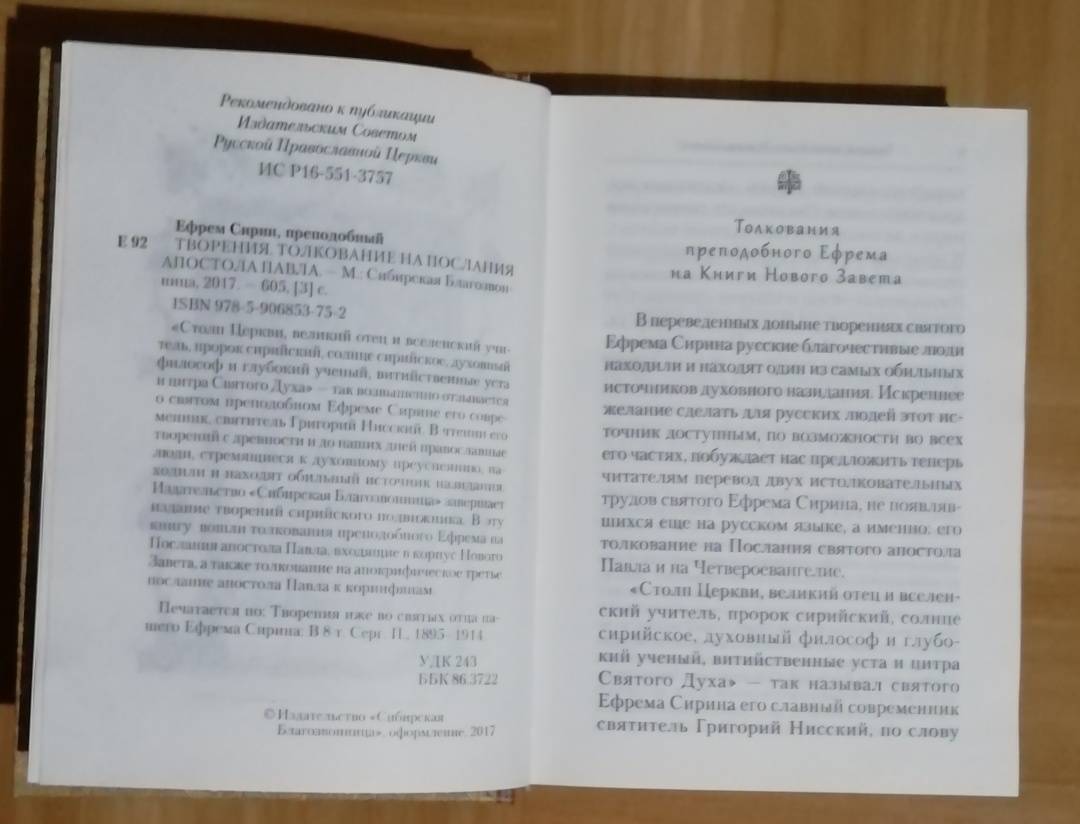 Рекомендовано к публикации
Издательским Советом
Русской Православной Церкви
ИС Р16-551-3757
Ефрем Сирин, преподобный
Е 92
ТВОРЕНИЯ. ТОЛКОВАНИЕ НА ПОСЛАНИЯ
АПОСТОЛА ПАВЛА. — М.: Сибирская Благозвон-
ница, 2017. — 605, [3] с.
ISBN 978-5-906853-75-2
«Столп Церкви, великий отец и вселенский учи-
тель, пророк сирийский, солнце сирийское, духовный
философ и глубокий ученый, витийственные уста
и цитра Святого Духа» — так возвышенно отзывается
о святом преподобном Ефреме Сирине его совре-
менник, святитель Григорий Нисский. В чтении его
творений с древности и до наших дней православные
люди, стремящиеся к духовному преуспеянию, на-
ходили и находят обильный источник назидания.
Издательство «Сибирская Благозвонница» завершает
издание творений сирийского подвижника. В эту
книгу вошли толкования преподобного Ефрема на
Послания апостола Павла, входящие в корпус Нового
Завета, а также толкование на апокрифическое третье
послание апостола Павла к коринфянам.
Печатается по: Творения иже во святых отца на-
шего Ефрема Сирина: В 8 т. Серг. П., 1895–1914.
УДК 243
ББК 86.3722
© Издательство «Сибирская
Благозвонница», оформление, 2017
Толкования
преподобного Ефрема
на Книги Нового Завета
В переведенных доныне творениях святого
Ефрема Сирина русские благочестивые люди
находили и находят один из самых обильных
источников духовного назидания. Искреннее
желание сделать для русских людей этот ис-
точник доступным, по возможности во всех
его частях, побуждает нас предложить теперь
читателям перевод двух истолковательных
трудов святого Ефрема Сирина, не появляв-
шихся еще на русском языке, а именно: его
толкование на Послания святого апостола
Павла и на Четвероевангелие.
«Столп Церкви, великий отец и вселен-
ский учитель, пророк сирийский, солнце
сирийское, духовный философ и глубо-
кий ученый, витийственные уста и цитра
Святого Духа» — так называл святого
Ефрема Сирина его славный современник
святитель Григорий Нисский, по слову